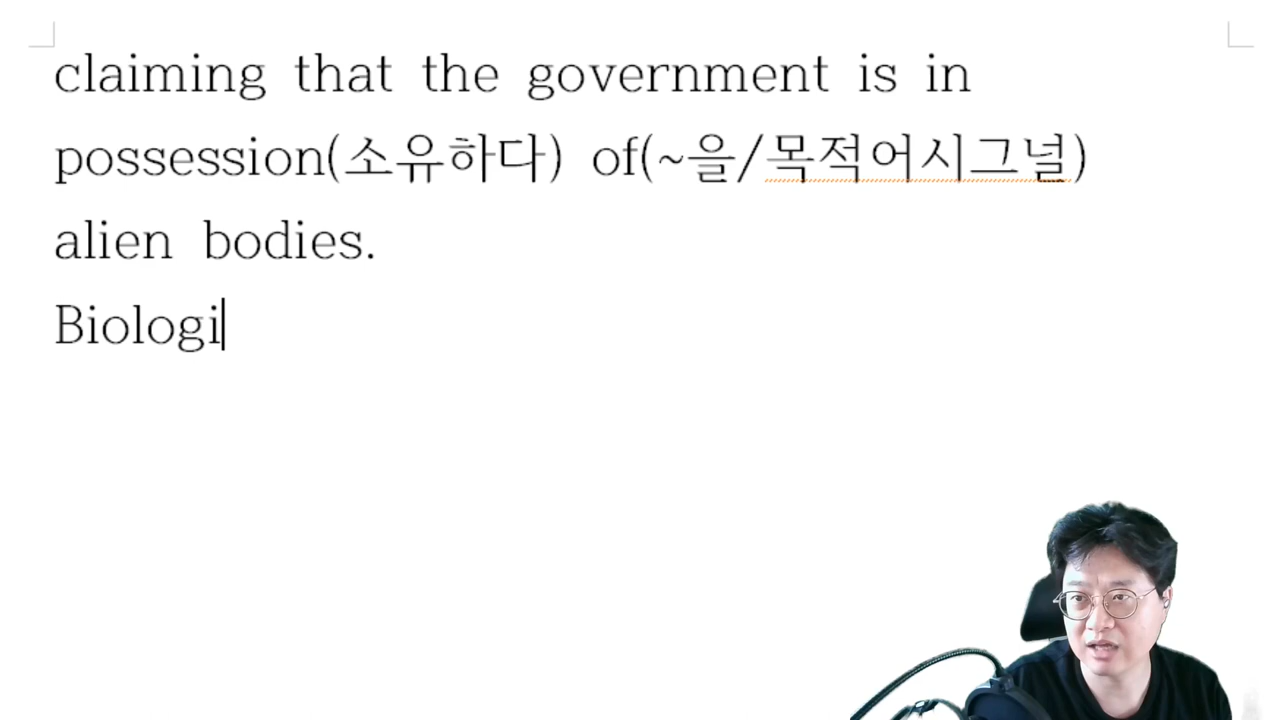 claiming that the government is in
possession(소유하다) of(~을/목적어시그널)
alien bodies.
Biologi